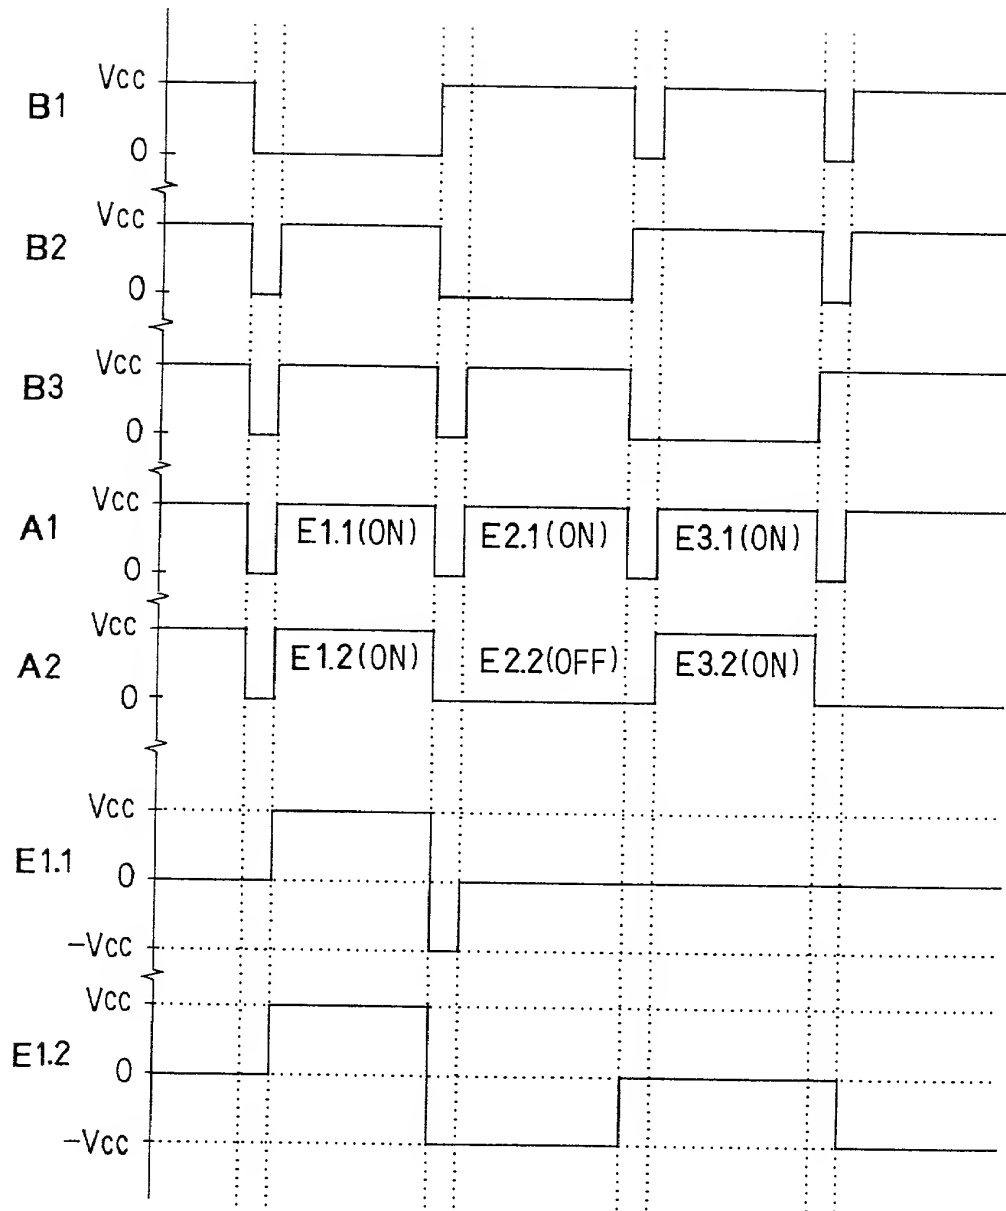 Vcc
B1
0
Vcc
B2
0
Vcc
B3
0
Vcc
A1
E1.1(ON) E2.1(ON) E3.1(ON)
0
Vcc
A2
E1.2(ON) E2.2(OFF) E3.2(ON)
0
Vcc
E1.1
0
-Vcc
Vcc
E1.2
0
-Vcc